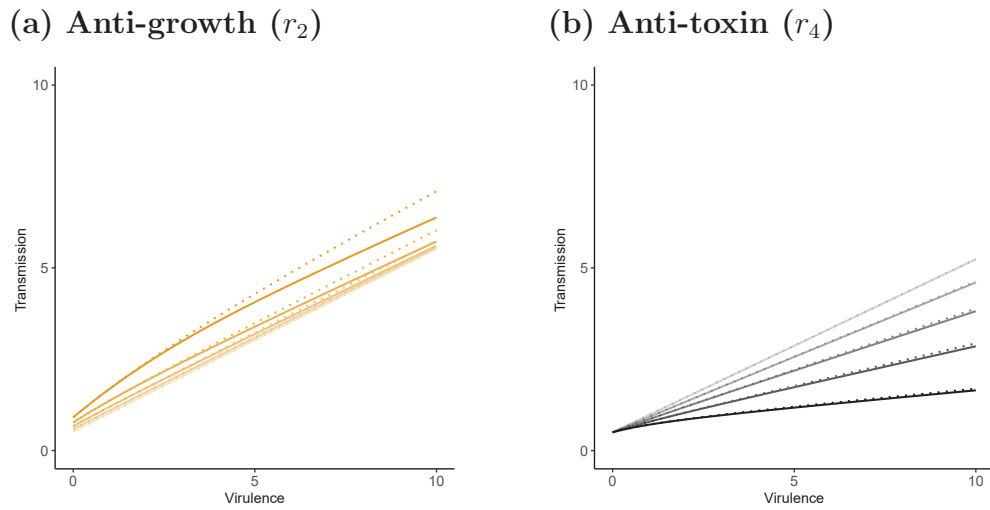 (a) Anti-growth (r₂)
10
5
0
Transmission
0 5 10
Virulence
(b) Anti-toxin (r₄)
10
5
0
Transmission
0 5 10
Virulence